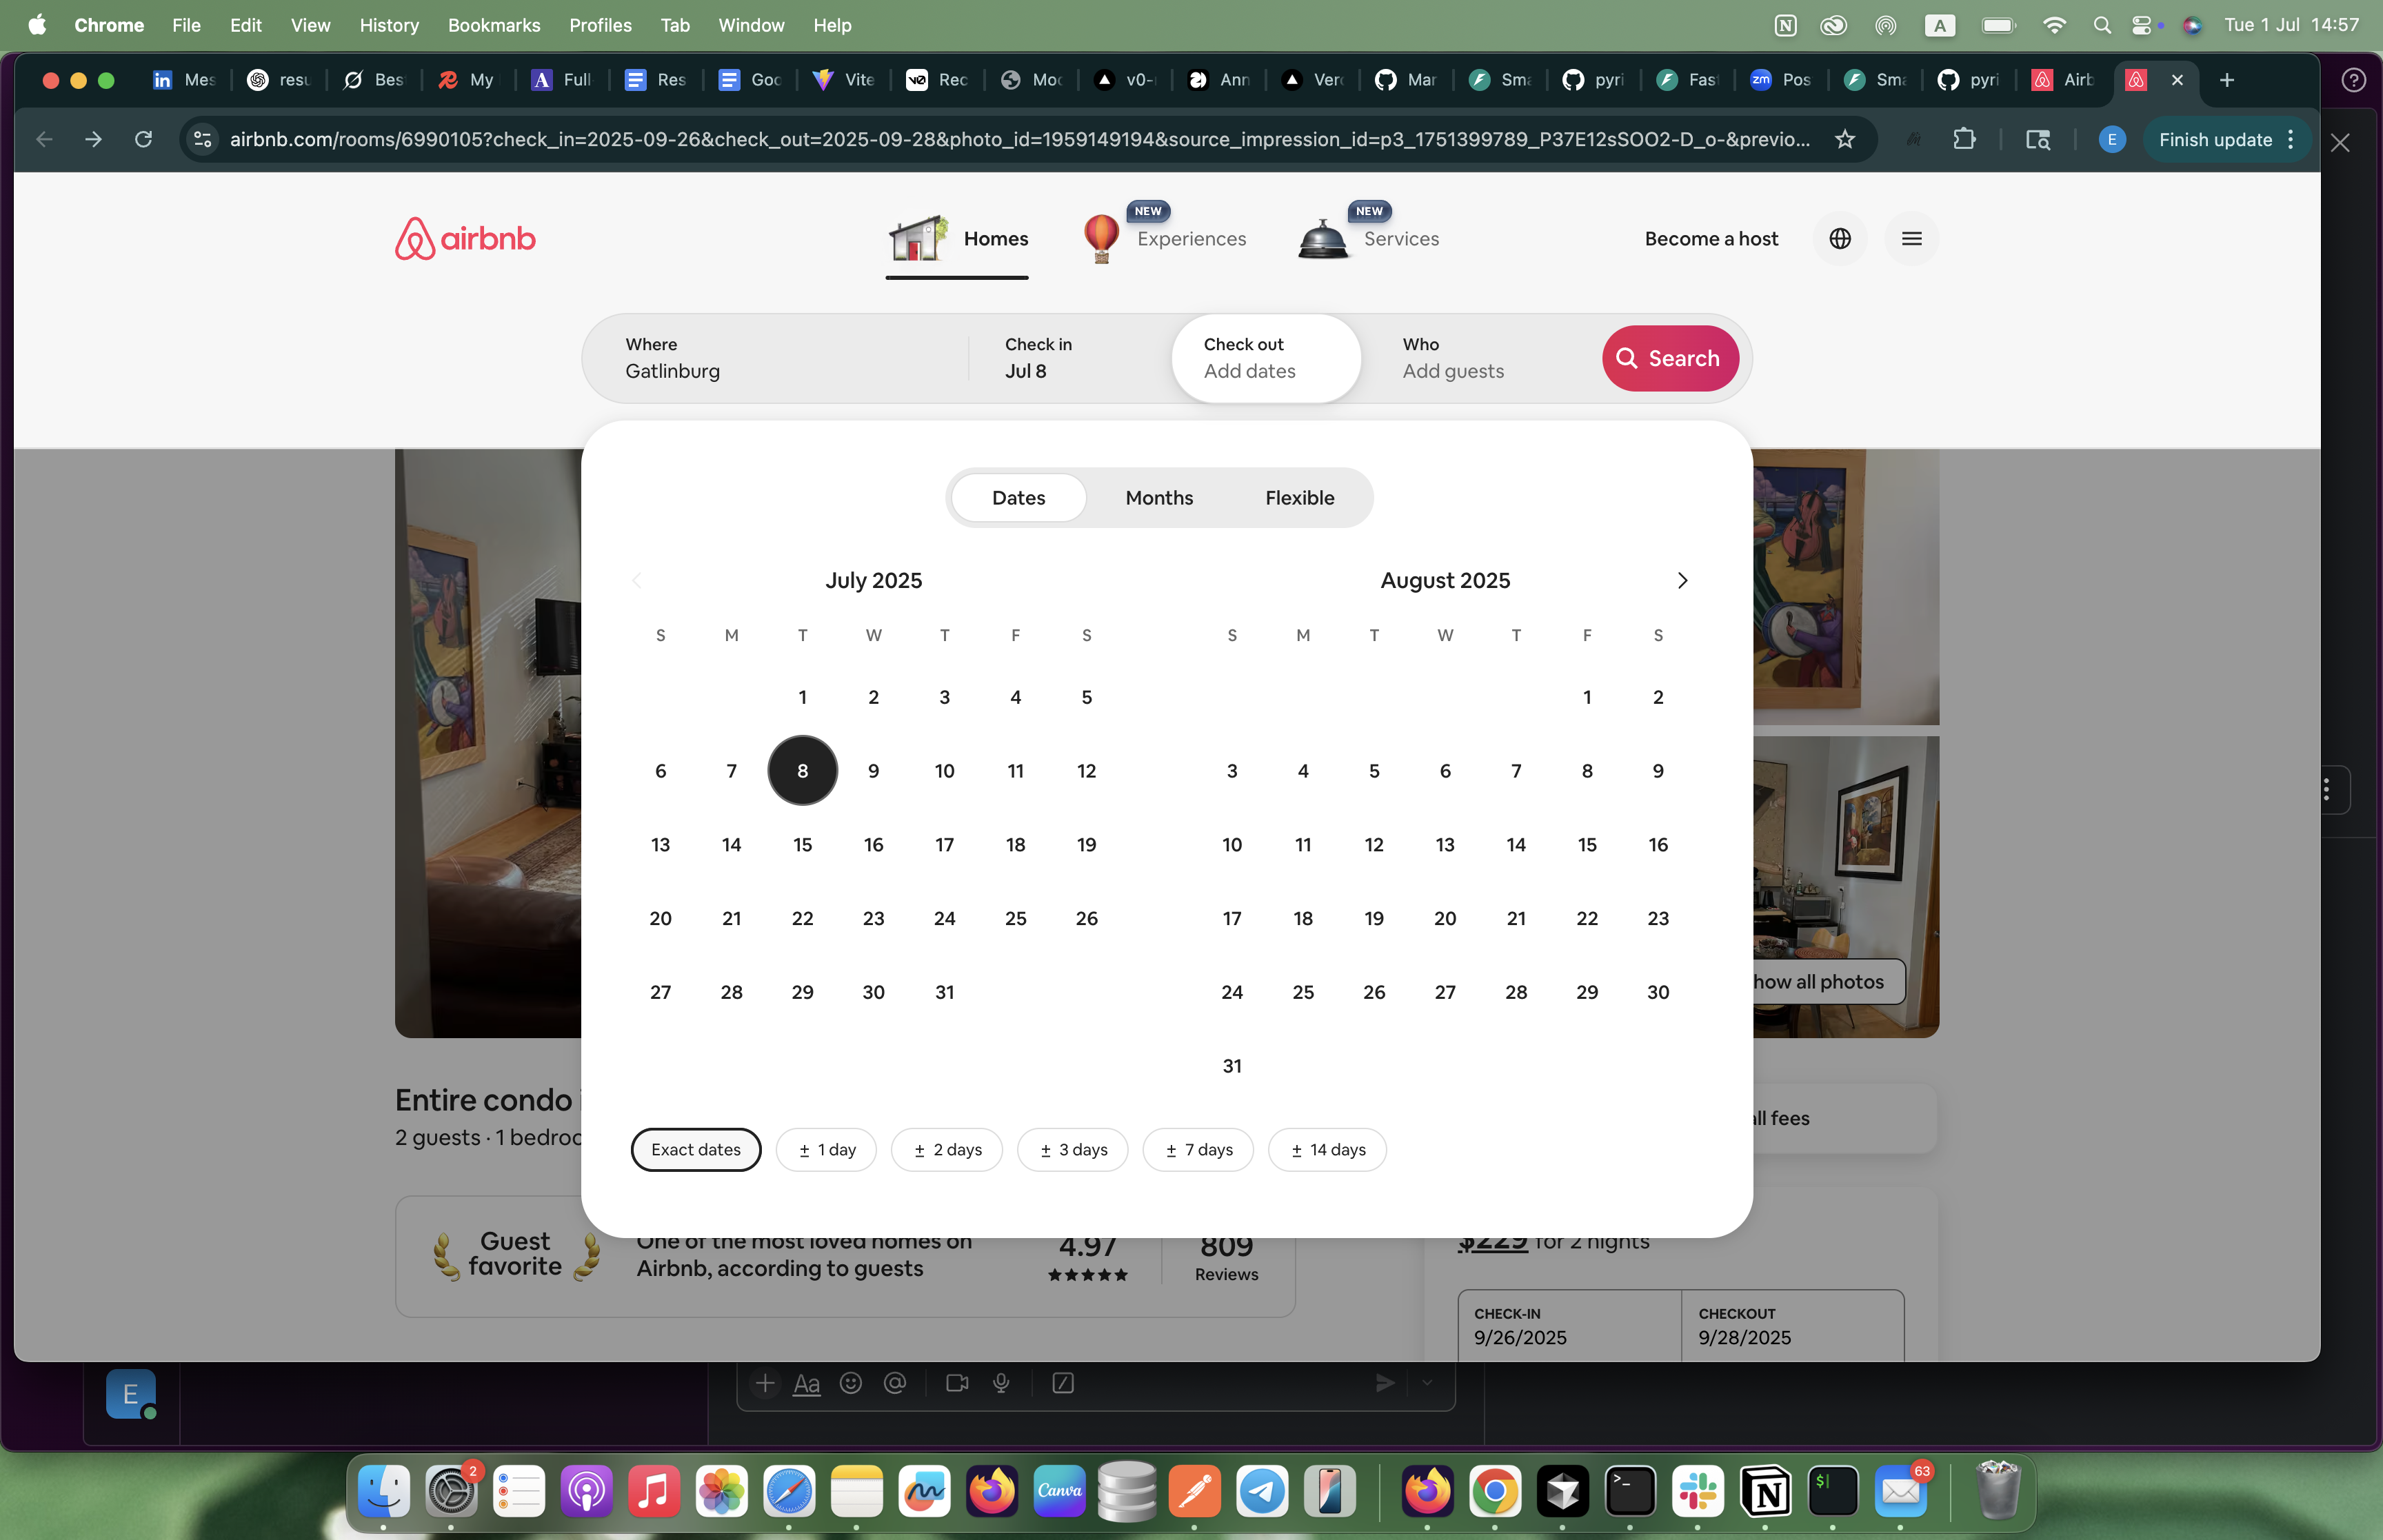 Chrome File Edit View History Bookmarks Profiles Tab Window Help A Tue 1 Jul 14:57
Mes resu Bes My Full Res Goo Vite Rec Moc v0- Ann Verc Mar Sma pyri Fast Pos Sma pyri Airb
airbnb.com/rooms/6990105?check_in=2025-09-26&check_out=2025-09-28&photo_id=1959149194&source_impression_id=p3_1751399789_P37E12sSOO2-D_o-&previo... E Finish update
airbnb
Homes
NEW
Experiences
NEW
Services
Become a host
Where
Gatlinburg
Check in
Jul 8
Check out
Add dates
Who
Add guests
Search
Dates Months Flexible
July 2025
S M T W T F S
1 2 3 4 5
6 7 8 9 10 11 12
13 14 15 16 17 18 19
20 21 22 23 24 25 26
27 28 29 30 31
August 2025
S M T W T F S
1 2
3 4 5 6 7 8 9
10 11 12 13 14 15 16
17 18 19 20 21 22 23
24 25 26 27 28 29 30
31
Exact dates ± 1 day ± 2 days ± 3 days ± 7 days ± 14 days
how all photos
Entire condo
2 guests · 1 bedroo
all fees
Guest
favorite
One of the most loved homes on
Airbnb, according to guests
4.97
809
Reviews
$229 for 2 nights
CHECK-IN
9/26/2025
CHECKOUT
9/28/2025
E
Aa
2
Canva
63